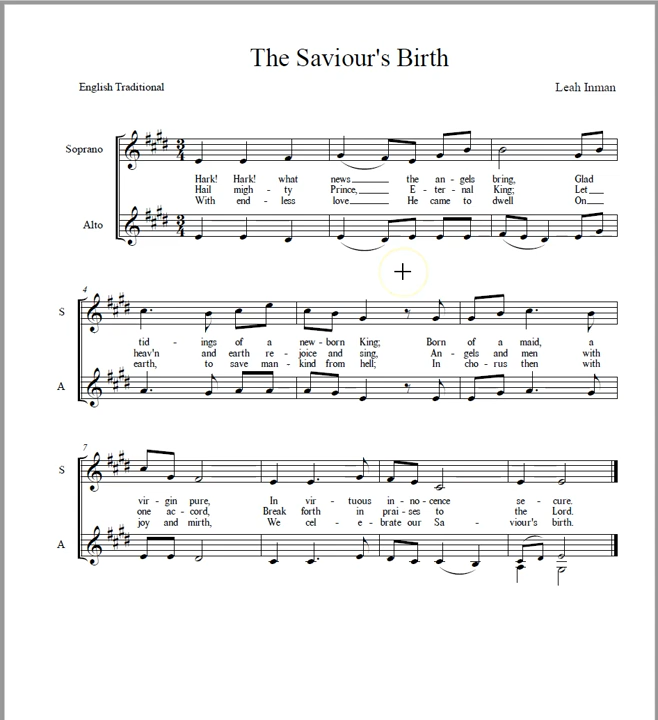 The Saviour's Birth
English Traditional
Leah Inman
Soprano
Hark! Hark! what news the an - gels bring, Glad
Hail migh - ty Prince, E - ter - nal King; Let
With end - less love He came to dwell On
Alto
4
S
tid - ings of a new - born King; Born of a maid, a
heav'n and earth re - joice and sing, An - gels and men with
earth, to save man - kind from hell; In cho - rus then with
A
7
S
vir - gin pure, In vir - tuous in - no - cence se - cure.
one ac - cord, Break forth in prai - ses to the Lord.
joy and mirth, We cel - e - brate our Sa - viour's birth.
A